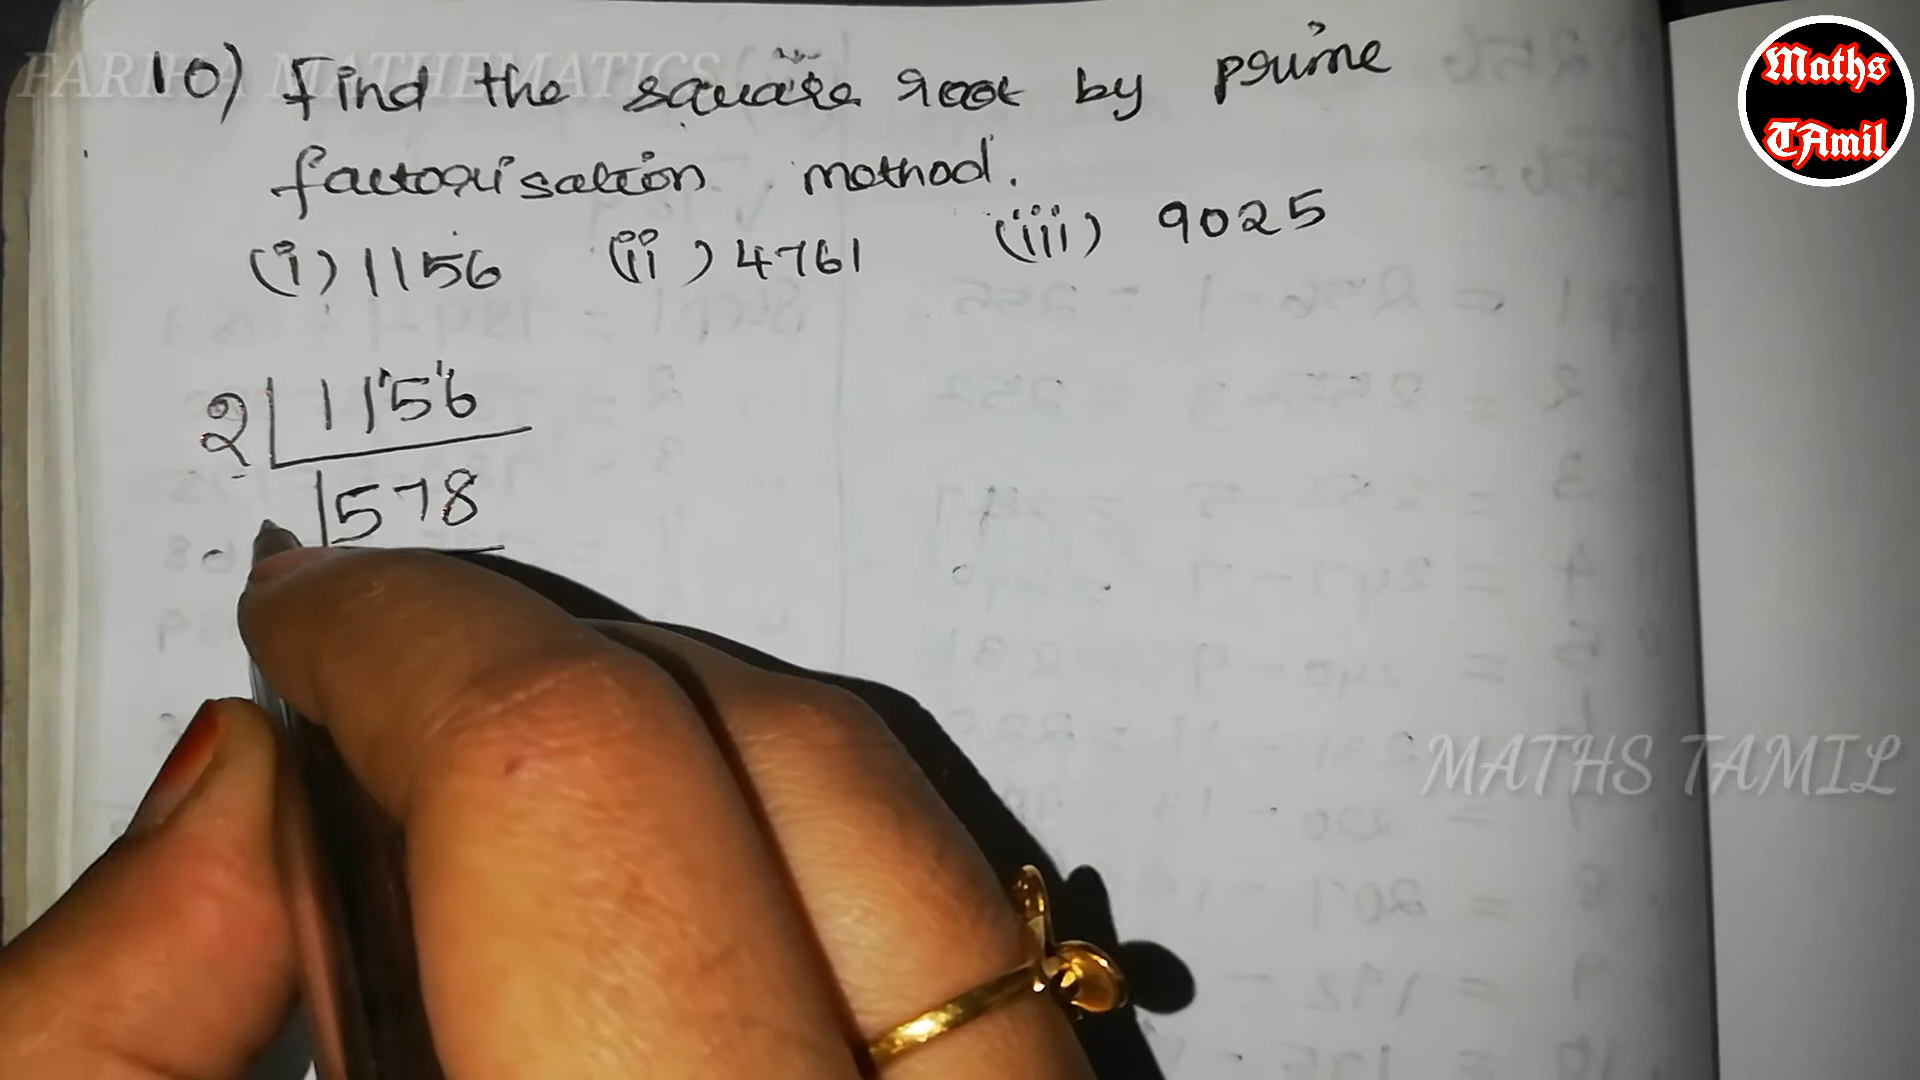 FARIHA MATHEMATICS
Maths
TAmil
10) Find the square root by prime
factorisation method.
(i) 1156 (ii) 4761 (iii) 9025
2 1156
578
MATHS TAMIL